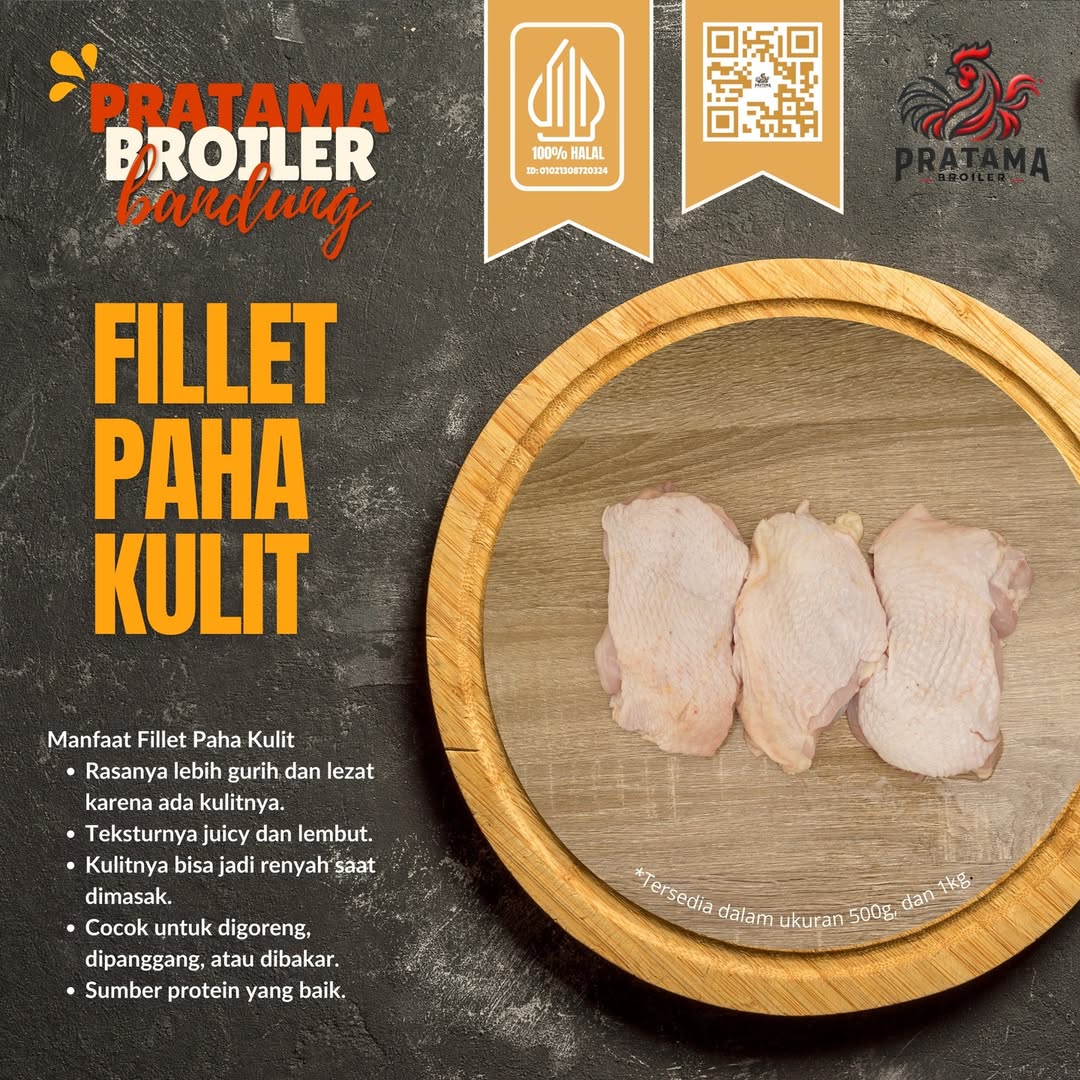 PRATAMA
BROILER
bandung
100% HALAL
ID: 01021308720324
PRATAMA
BROILER
FILLET
PAHA
KULIT
Manfaat Fillet Paha Kulit
• Rasanya lebih gurih dan lezat
karena ada kulitnya.
• Teksturnya juicy dan lembut.
• Kulitnya bisa jadi renyah saat
dimasak.
• Cocok untuk digoreng,
dipanggang, atau dibakar.
• Sumber protein yang baik.
*Tersedia dalam ukuran 500g, dan 1kg.